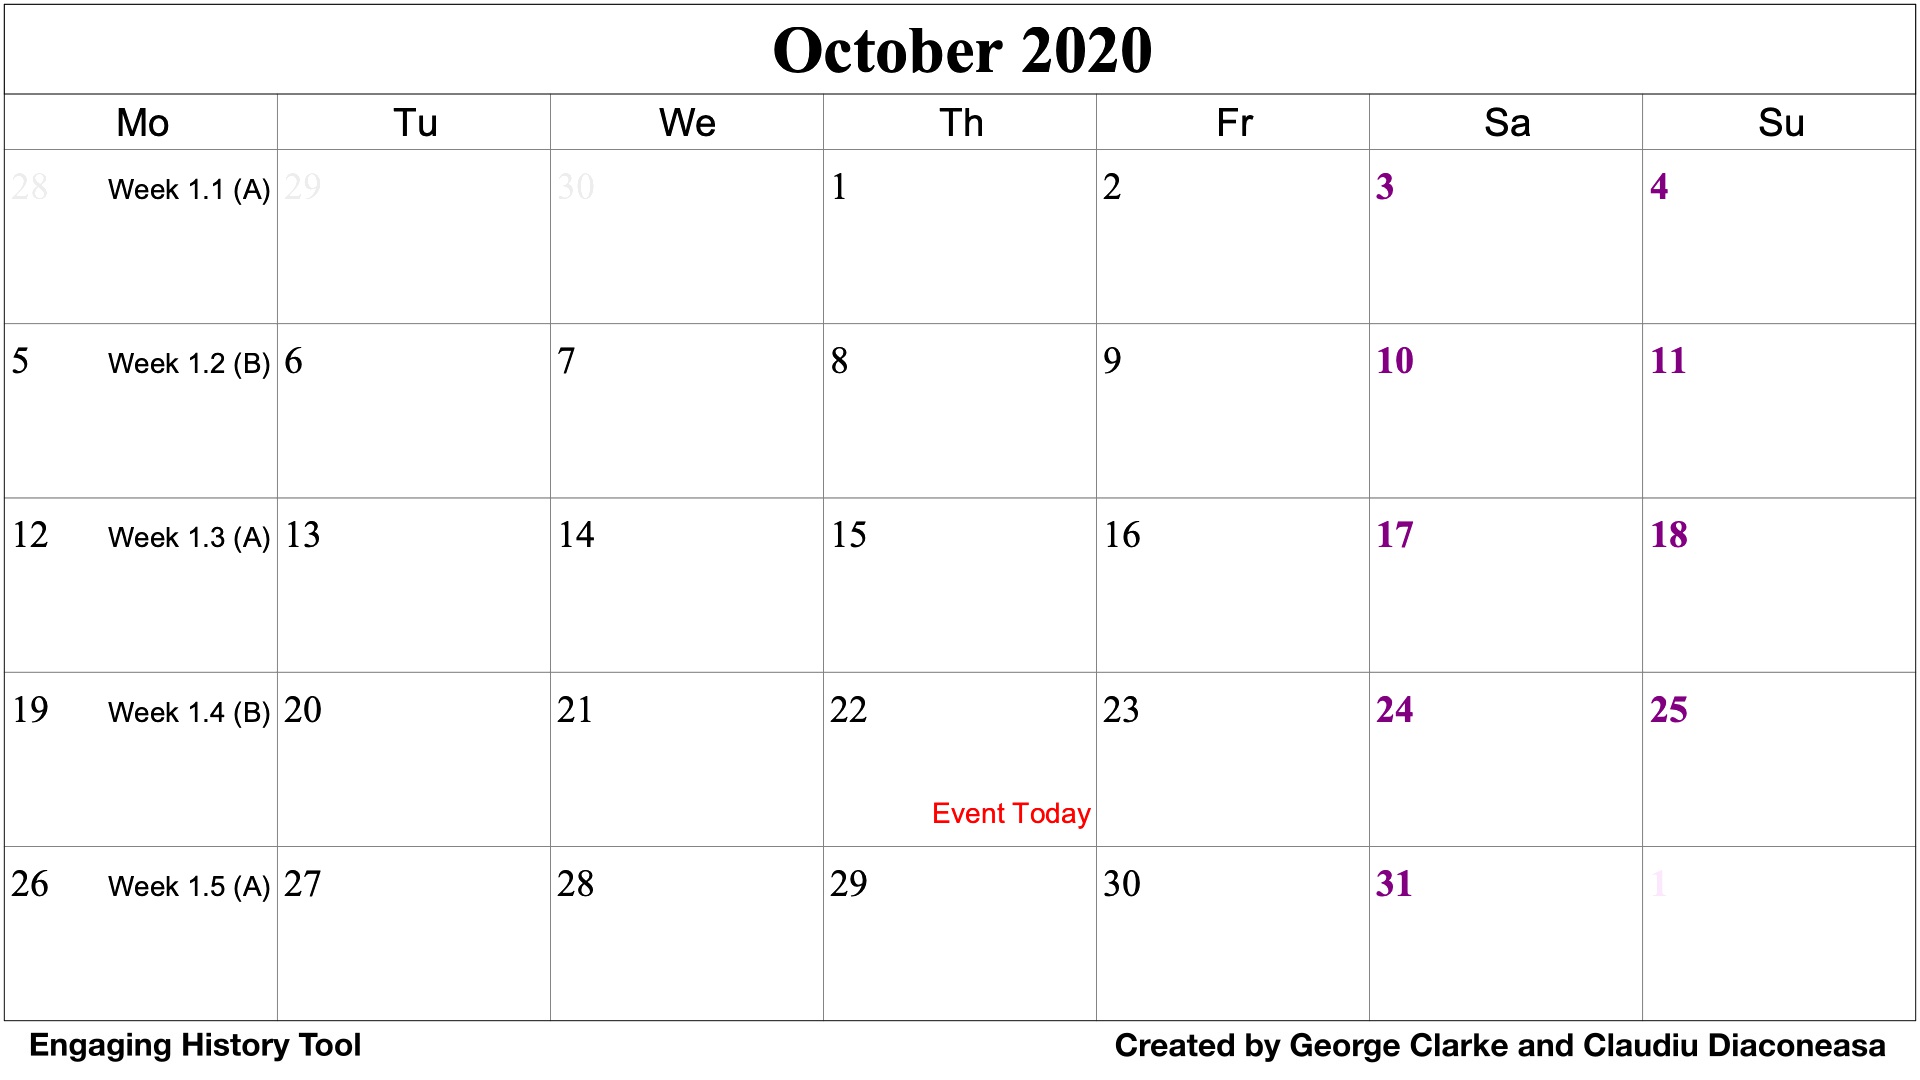 October 2020
Mo Tu We Th Fr Sa Su
28 Week 1.1 (A) 29 30 1 2 3 4
5 Week 1.2 (B) 6 7 8 9 10 11
12 Week 1.3 (A) 13 14 15 16 17 18
19 Week 1.4 (B) 20 21 22 23 24 25
Event Today
26 Week 1.5 (A) 27 28 29 30 31 1
Engaging History Tool Created by George Clarke and Claudiu Diaconeasa